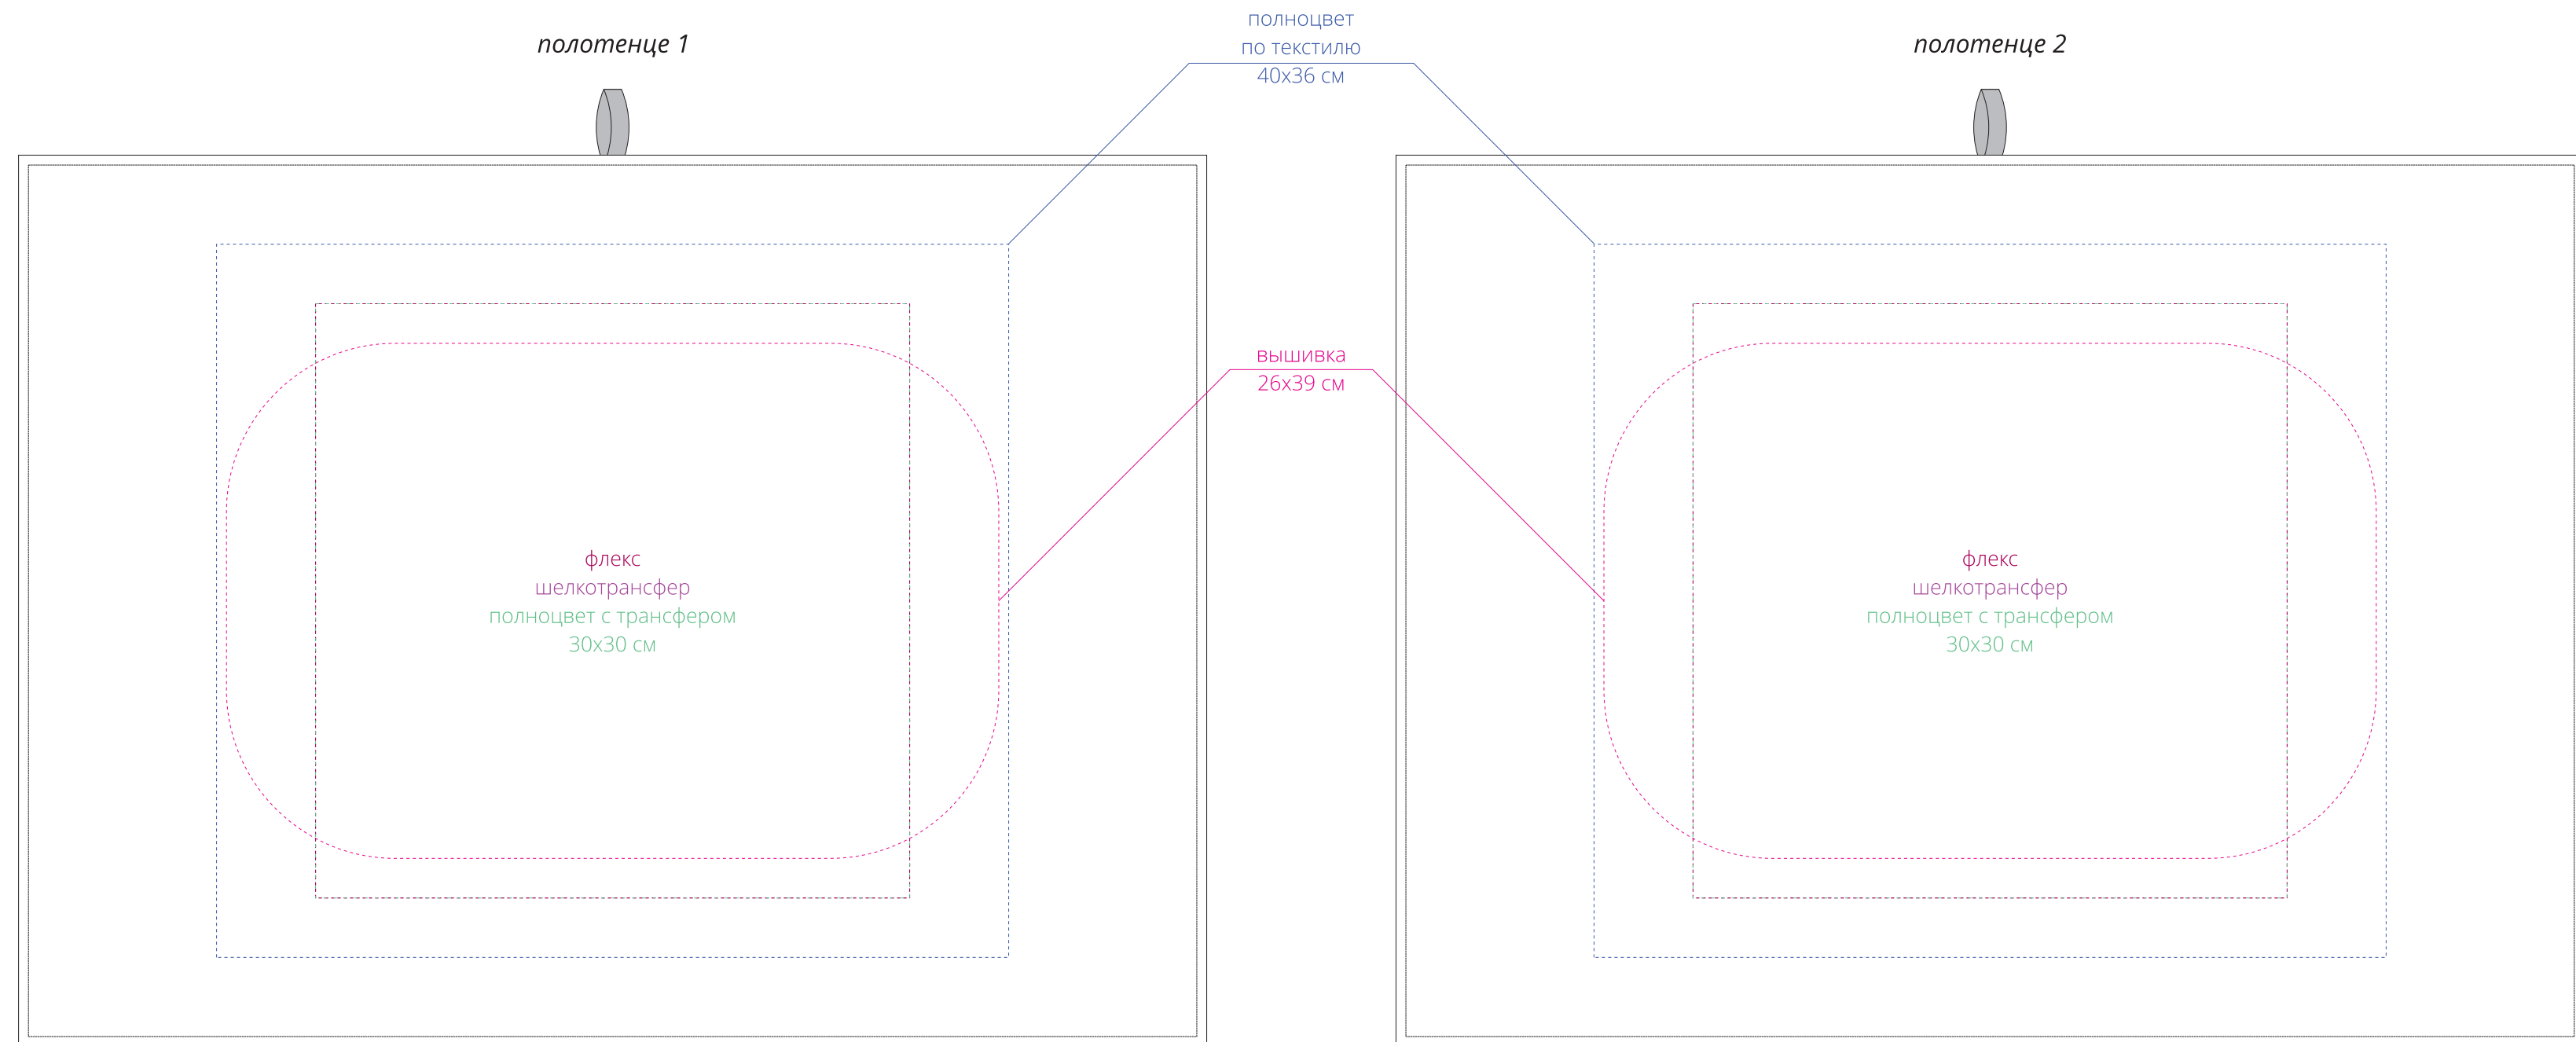 полотенце 1
полноцвет
по текстилю
40х36 см
полотенце 2
вышивка
26х39 см
флекс
шелкотрансфер
полноцвет с трансфером
30х30 см
флекс
шелкотрансфер
полноцвет с трансфером
30х30 см